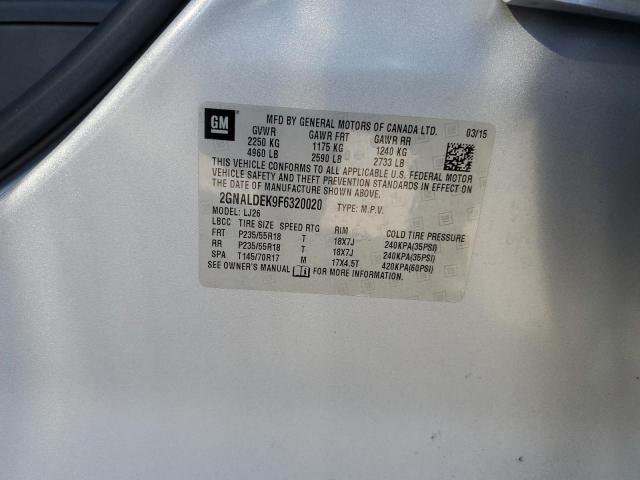 GM
MFD BY GENERAL MOTORS OF CANADA LTD. 03/15
GVWR GAWR FRT GAWR RR
2250 KG 1175 KG 1240 KG
4960 LB 2590 LB 2733 LB
THIS VEHICLE CONFORMS TO ALL APPLICABLE U.S. FEDERAL MOTOR
VEHICLE SAFETY AND THEFT PREVENTION STANDARDS IN EFFECT ON
THE DATE OF MANUFACTURE SHOWN ABOVE.
2GNALDEK9F6320020 TYPE: M.P.V.
MODEL: LJ26
LBCC TIRE SIZE SPEED RTG RIM COLD TIRE PRESSURE
FRT P235/55R18 T 18X7J 240KPA(35PSI)
RR P235/55R18 T 18X7J 240KPA(35PSI)
SPA T145/70R17 M 17X4.5T 420KPA(60PSI)
SEE OWNER'S MANUAL FOR MORE INFORMATION.